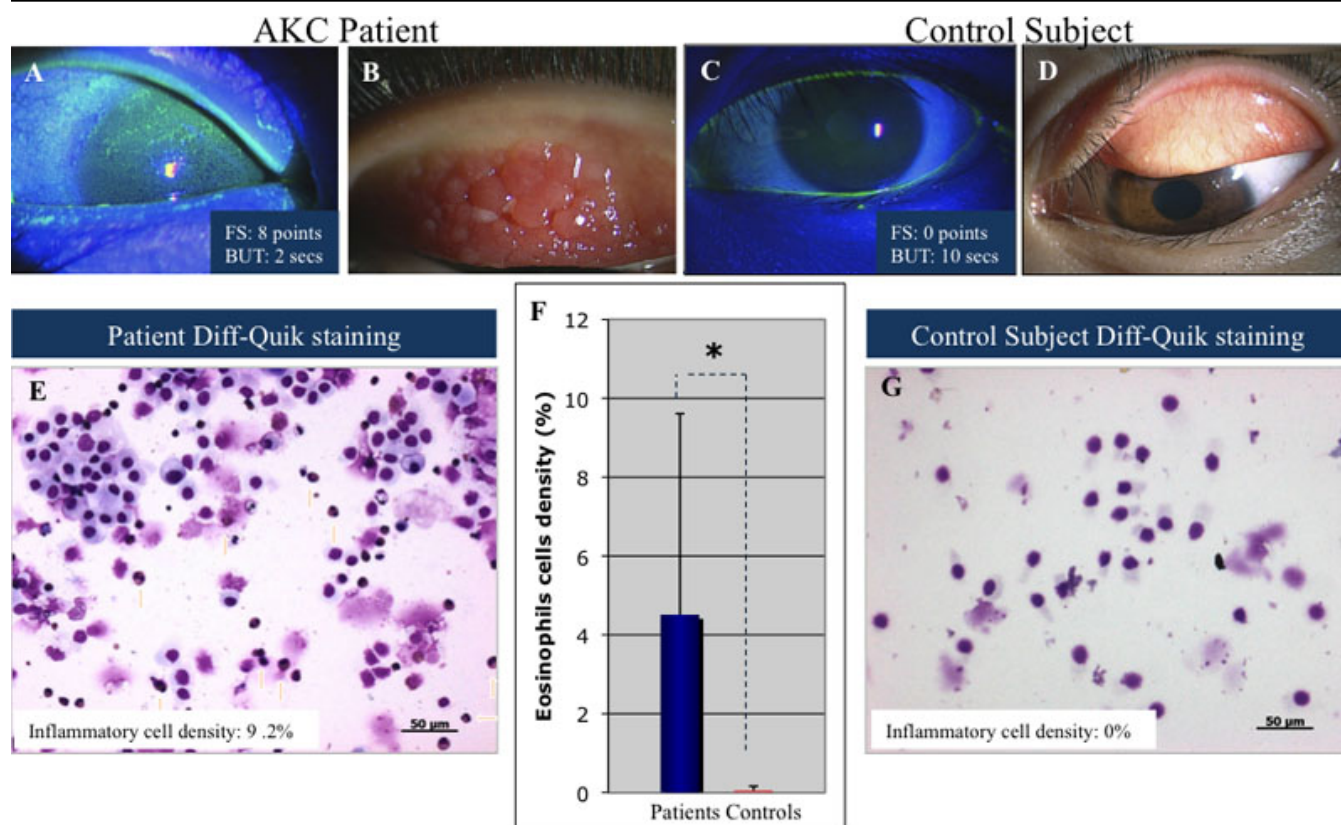 AKC Patient
Control Subject
A
B
C
D
FS: 8 points
BUT: 2 secs
FS: 0 points
BUT: 10 secs
Patient Diff-Quik staining
F
Control Subject Diff-Quik staining
E
Inflammatory cell density: 9 .2%
50 µm
12
10
8
6
4
2
0
*
Eosinophils cells density (%)
Patients Controls
G
Inflammatory cell density: 0%
50 µm